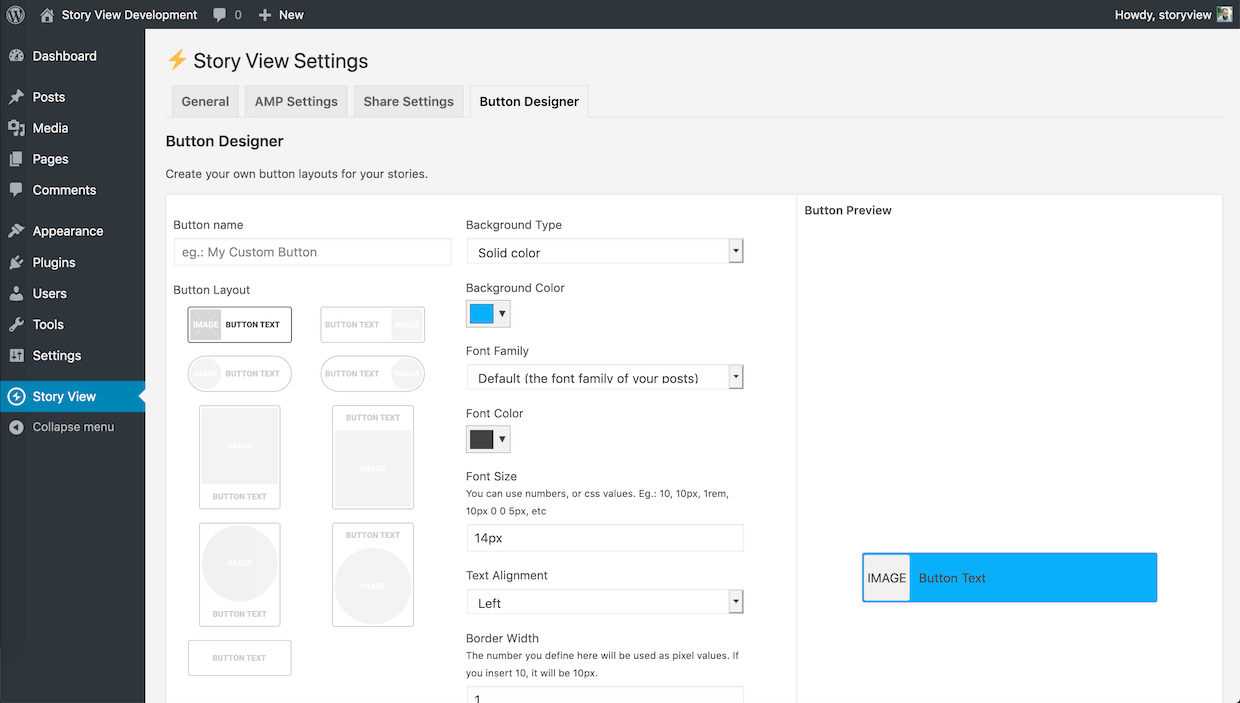 Story View Development
0
New
Howdy, storyview
Dashboard
Posts
Media
Pages
Comments
Appearance
Plugins
Users
Tools
Settings
Story View
Collapse menu
Story View Settings
General
AMP Settings
Share Settings
Button Designer
Button Designer
Create your own button layouts for your stories.
Button name
eg.: My Custom Button
Button Layout
IMAGE BUTTON TEXT
BUTTON TEXT IMAGE
IMAGE BUTTON TEXT
BUTTON TEXT IMAGE
IMAGE
BUTTON TEXT
BUTTON TEXT
IMAGE
IMAGE
BUTTON TEXT
BUTTON TEXT
IMAGE
BUTTON TEXT
Background Type
Solid color
Background Color
Font Family
Default (the font family of your posts)
Font Color
Font Size
You can use numbers, or css values. Eg.: 10, 10px, 1rem,
10px 0 0 5px, etc
14px
Text Alignment
Left
Border Width
The number you define here will be used as pixel values. If
you insert 10, it will be 10px.
1
Button Preview
IMAGE Button Text